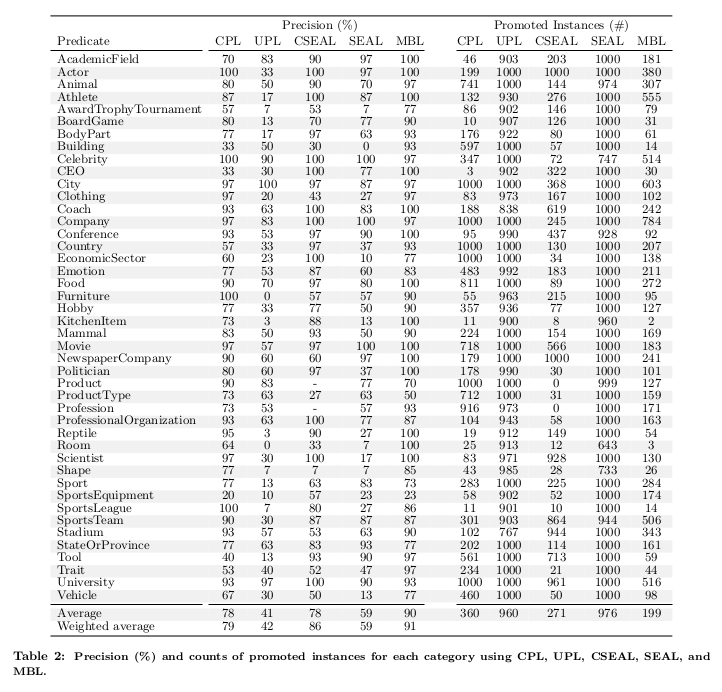 Precision (%) Promoted Instances (#)
Predicate CPL UPL CSEAL SEAL MBL CPL UPL CSEAL SEAL MBL
AcademicField 70 83 90 97 100 46 903 203 1000 181
Actor 100 33 100 97 100 199 1000 1000 1000 380
Animal 80 50 90 70 97 741 1000 144 974 307
Athlete 87 17 100 87 100 132 930 276 1000 555
AwardTrophyTournament 57 7 53 7 77 86 902 146 1000 79
BoardGame 80 13 70 77 90 10 907 126 1000 31
BodyPart 77 17 97 63 93 176 922 80 1000 61
Building 33 50 30 0 93 597 1000 57 1000 14
Celebrity 100 90 100 100 97 347 1000 72 747 514
CEO 33 30 100 77 100 3 902 322 1000 30
City 97 100 97 87 97 1000 1000 368 1000 603
Clothing 97 20 43 27 97 83 973 167 1000 102
Coach 93 63 100 83 100 188 838 619 1000 242
Company 97 83 100 100 97 1000 1000 245 1000 784
Conference 93 53 97 90 100 95 990 437 928 92
Country 57 33 97 37 93 1000 1000 130 1000 207
EconomicSector 60 23 100 10 77 1000 1000 34 1000 138
Emotion 77 53 87 60 83 483 992 183 1000 211
Food 90 70 97 80 100 811 1000 89 1000 272
Furniture 100 0 57 57 90 55 963 215 1000 95
Hobby 77 33 77 50 90 357 936 77 1000 127
KitchenItem 73 3 88 13 100 11 900 8 960 2
Mammal 83 50 93 50 90 224 1000 154 1000 169
Movie 97 57 97 100 100 718 1000 566 1000 183
NewspaperCompany 90 60 60 97 100 179 1000 1000 1000 241
Politician 80 60 97 37 100 178 990 30 1000 101
Product 90 83 - 77 70 1000 1000 0 999 127
ProductType 73 63 27 63 50 712 1000 31 1000 159
Profession 73 53 - 57 93 916 973 0 1000 171
ProfessionalOrganization 93 63 100 77 87 104 943 58 1000 163
Reptile 95 3 90 27 100 19 912 149 1000 54
Room 64 0 33 7 100 25 913 12 643 3
Scientist 97 30 100 17 100 83 971 928 1000 130
Shape 77 7 7 7 85 43 985 28 733 26
Sport 77 13 63 83 73 283 1000 225 1000 284
SportsEquipment 20 10 57 23 23 58 902 52 1000 174
SportsLeague 100 7 80 27 86 11 901 10 1000 14
SportsTeam 90 30 87 87 87 301 903 864 944 506
Stadium 93 57 53 63 90 102 767 944 1000 343
StateOrProvince 77 63 83 93 77 202 1000 114 1000 161
Tool 40 13 93 90 97 561 1000 713 1000 59
Trait 53 40 52 47 97 234 1000 21 1000 44
University 93 97 100 90 93 1000 1000 961 1000 516
Vehicle 67 30 50 13 77 460 1000 50 1000 98
Average 78 41 78 59 90 360 960 271 976 199
Weighted average 79 42 86 59 91
Table 2: Precision (%) and counts of promoted instances for each category using CPL, UPL, CSEAL, SEAL, and
MBL.